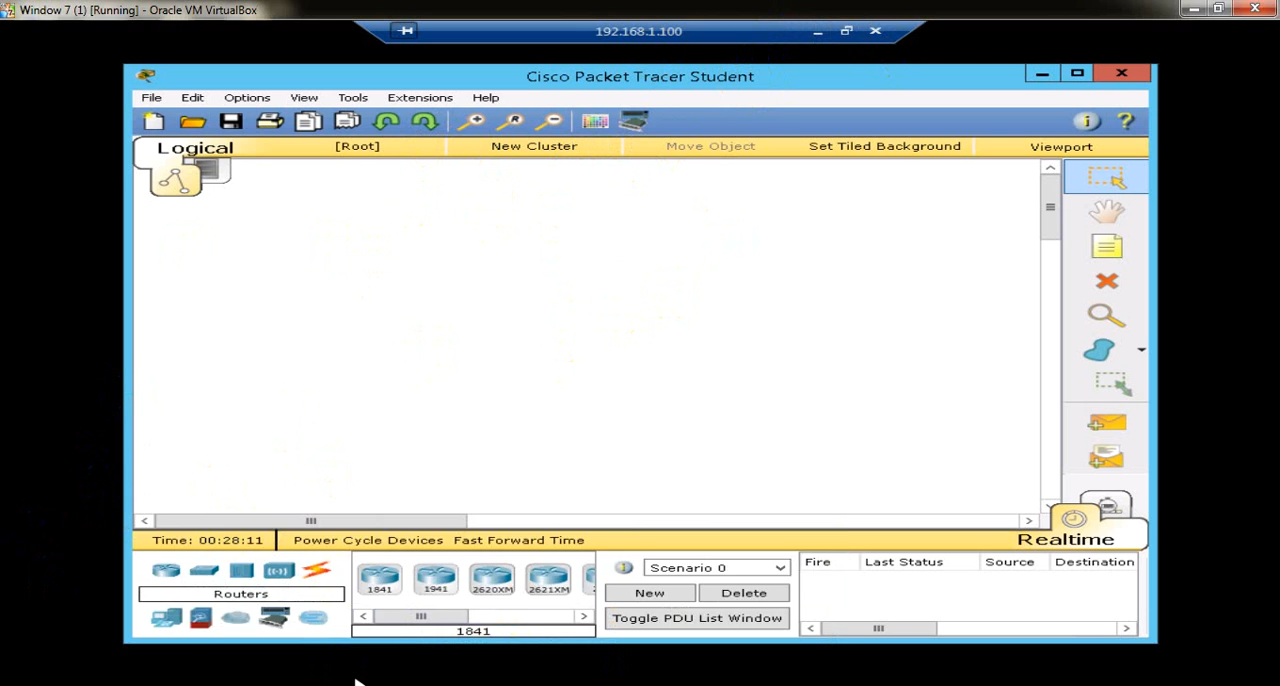 Window 7 (1) [Running] - Oracle VM VirtualBox
192.168.1.100
Cisco Packet Tracer Student
File Edit Options View Tools Extensions Help
Logical [Root] New Cluster Move Object Set Tiled Background Viewport
Time: 00:28:11 Power Cycle Devices Fast Forward Time Realtime
Fire Last Status Source Destination
Scenario 0
1841 1941 2620XM 2621XM
Routers
New Delete
Toggle PDU List Window
1841